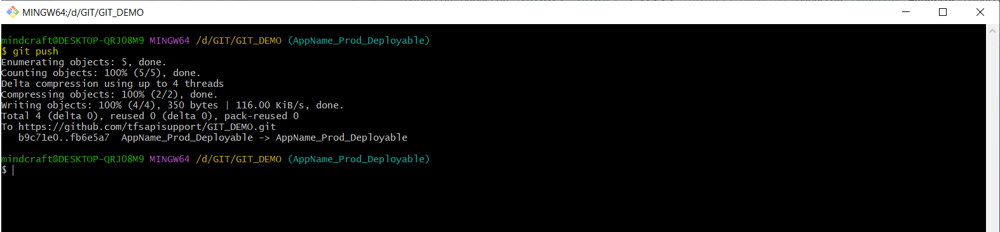 MINGW64:/d/GIT/GIT_DEMO
mindcraft@DESKTOP-QRJO8M9 MINGW64 /d/GIT/GIT_DEMO (AppName_Prod_Deployable)
$ git push
Enumerating objects: 5, done.
Counting objects: 100% (5/5), done.
Delta compression using up to 4 threads
Compressing objects: 100% (2/2), done.
Writing objects: 100% (4/4), 350 bytes | 116.00 KiB/s, done.
Total 4 (delta 0), reused 0 (delta 0), pack-reused 0
To https://github.com/tfsapisupport/GIT_DEMO.git
   b9c71e0..fb6e5a7  AppName_Prod_Deployable -> AppName_Prod_Deployable
mindcraft@DESKTOP-QRJO8M9 MINGW64 /d/GIT/GIT_DEMO (AppName_Prod_Deployable)
$